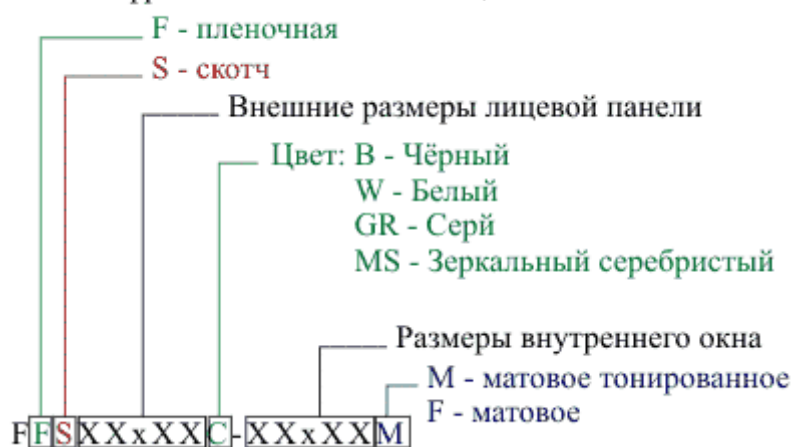 F - пленочная
S - скотч
Внешние размеры лицевой панели
Цвет: B - Чёрный
W - Белый
GR - Серй
MS - Зеркальный серебристый
Размеры внутреннего окна
M - матовое тонированное
F - матовое
FFSXXxXXC-XXxXXM